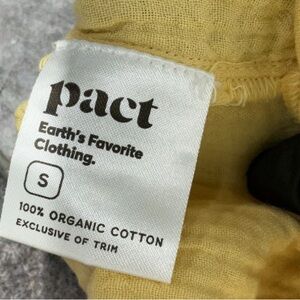 pact
Earth's Favorite
Clothing.
S
100% ORGANIC COTTON
EXCLUSIVE OF TRIM